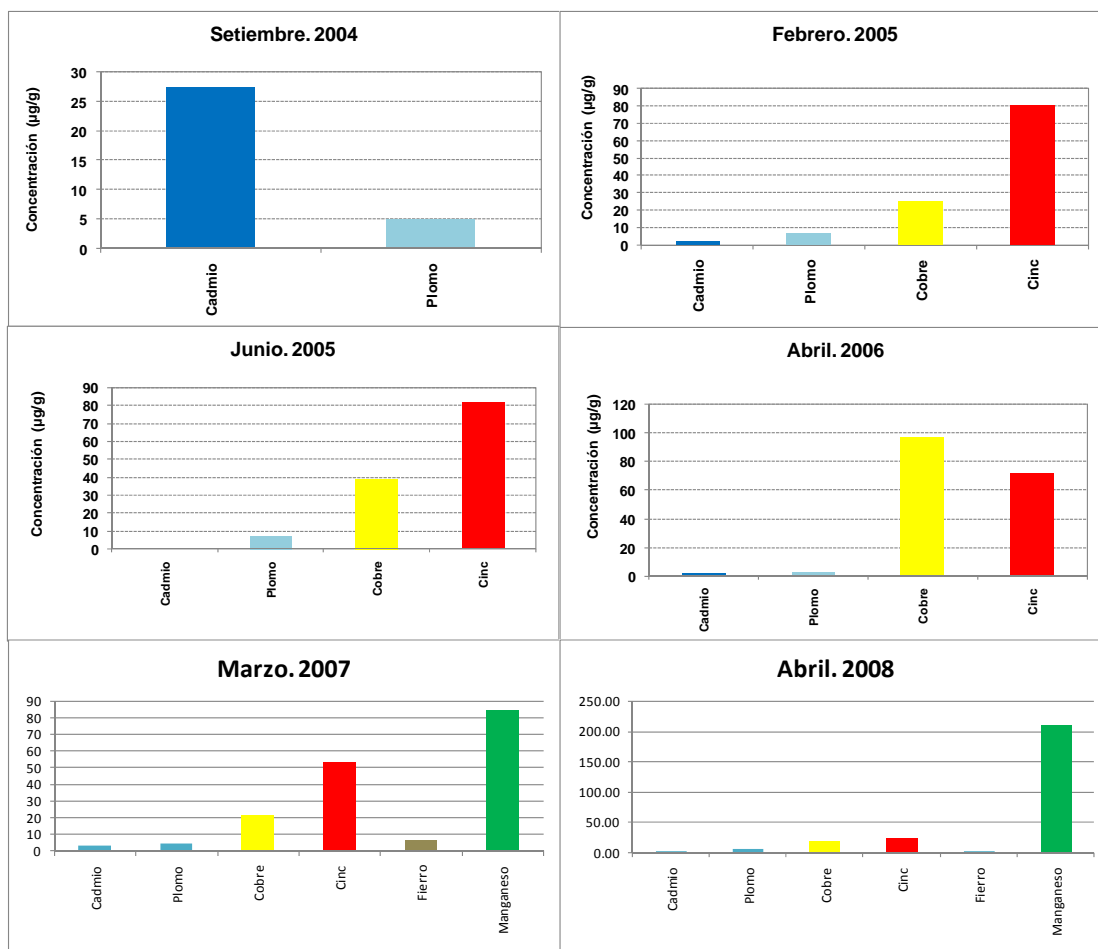 Setiembre. 2004
Concentración (µg/g)
30
25
20
15
10
5
0
Cadmio
Plomo
Febrero. 2005
Concentración (µg/g)
90
80
70
60
50
40
30
20
10
0
Cadmio
Plomo
Cobre
Cinc
Junio. 2005
Concentración (µg/g)
90
80
70
60
50
40
30
20
10
0
Cadmio
Plomo
Cobre
Cinc
Abril. 2006
Concentración (µg/g)
120
100
80
60
40
20
0
Cadmio
Plomo
Cobre
Cinc
Marzo. 2007
90
80
70
60
50
40
30
20
10
0
Cadmio
Plomo
Cobre
Cinc
Fierro
Manganeso
Abril. 2008
250.00
200.00
150.00
100.00
50.00
0.00
Cadmio
Plomo
Cobre
Cinc
Fierro
Manganeso